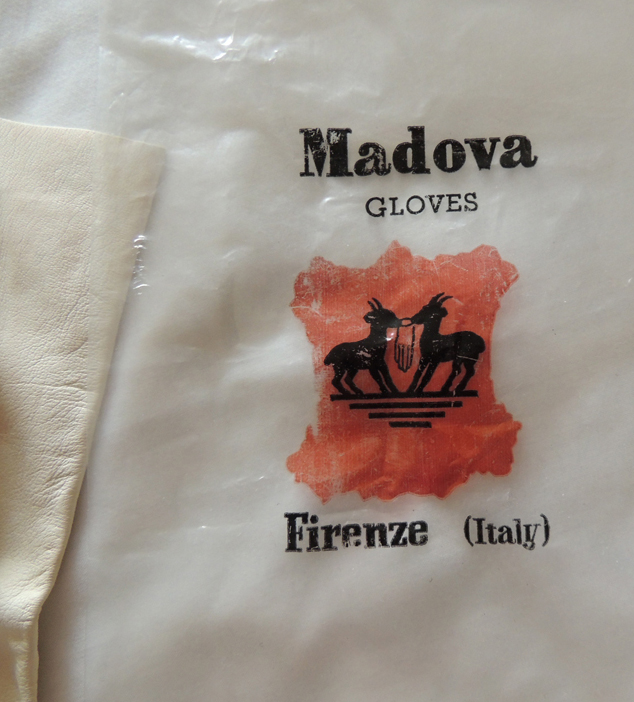 Madova
GLOVES
Firenze (Italy)